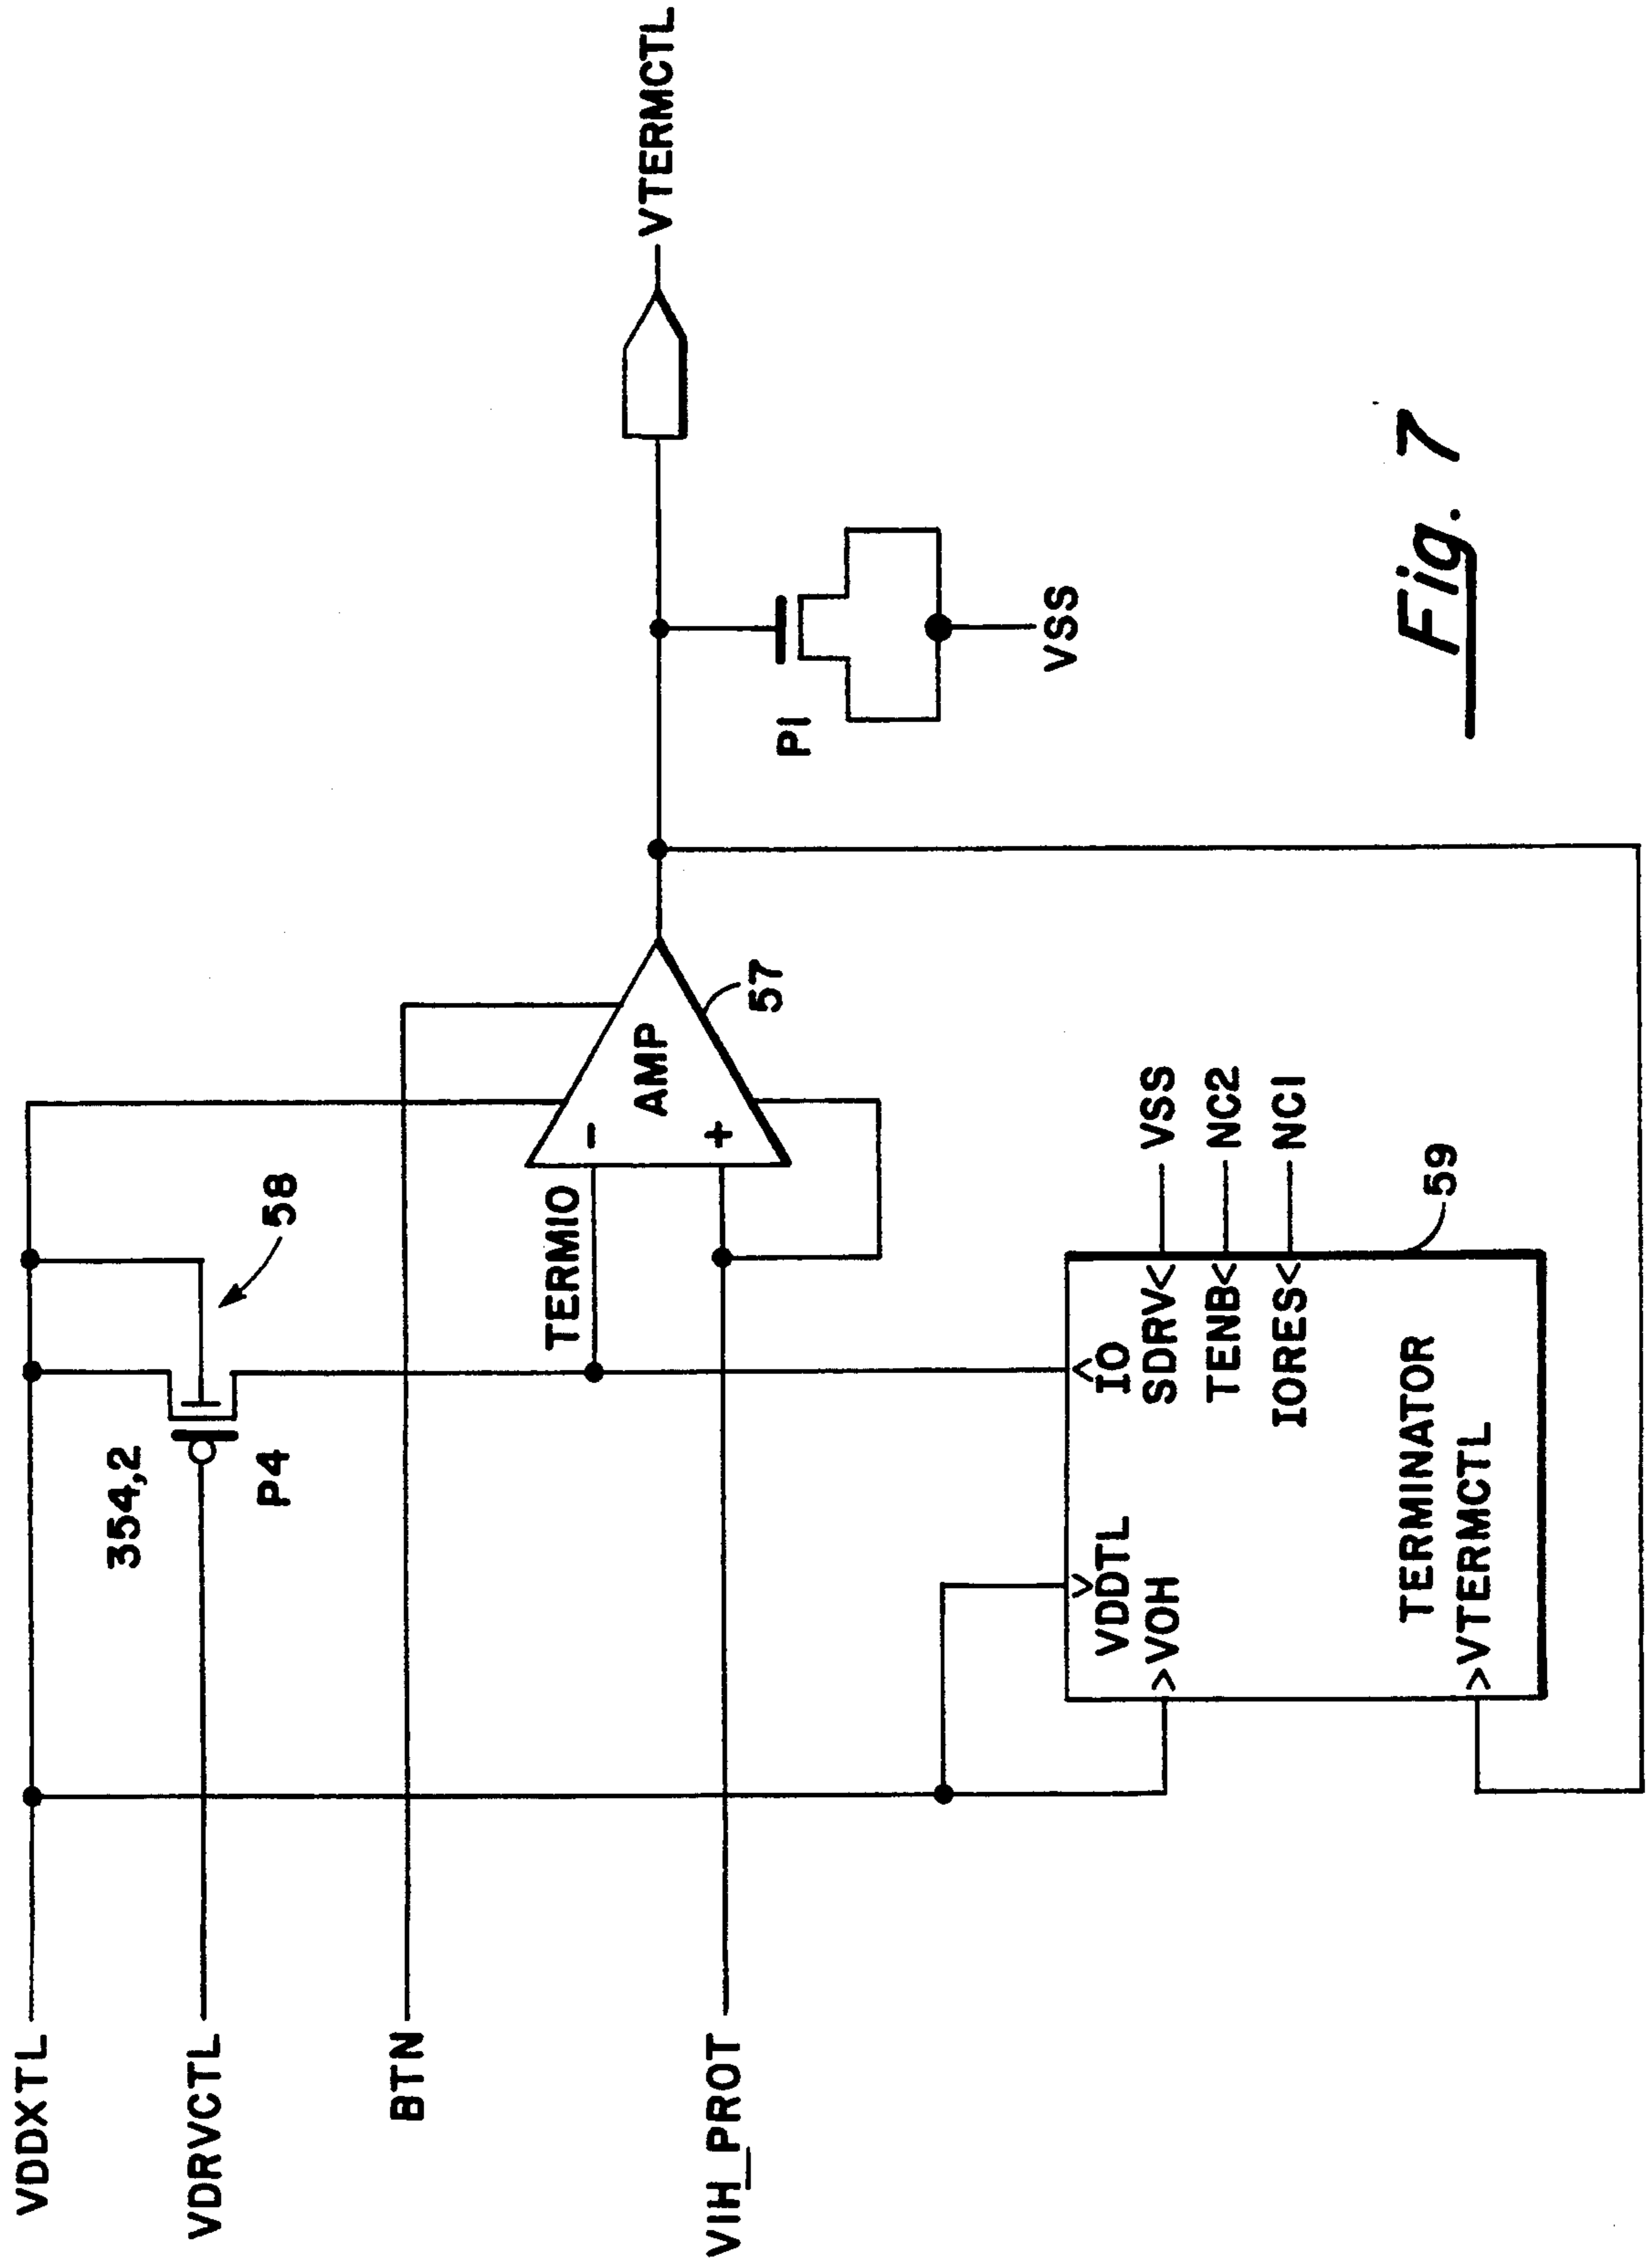 VDDXTL
VDRVCTL
BTN
VIH_PROT
354,2
P4
58
TERMIO
-
+
AMP
57
VTERMCTL
P1
VSS
VDDTL
>VOH
IO
SDRV<
TENB<
IORES<
VSS
NC2
NC1
TERMINATOR
>VTERMCTL
59
Fig. 7